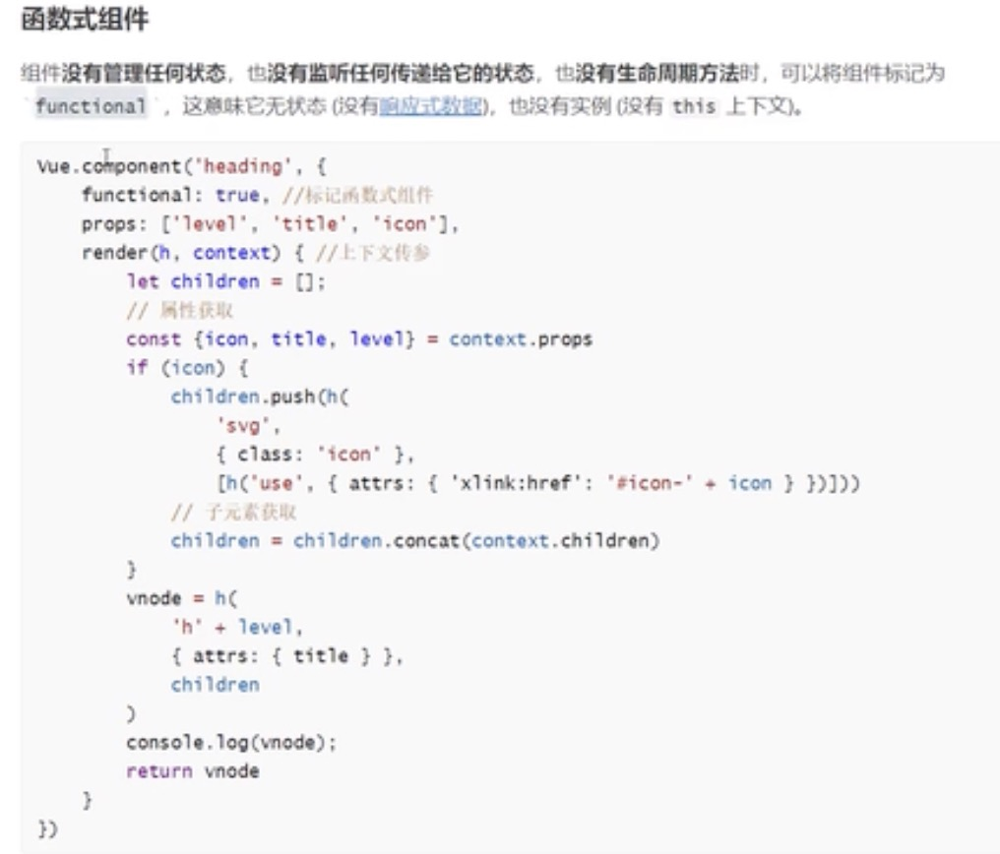 函数式组件
组件没有管理任何状态，也没有监听任何传递给它的状态，也没有生命周期方法时，可以将组件标记为
`functional`，这意味它无状态 (没有响应式数据)，也没有实例 (没有 this 上下文)。
Vue.component('heading', {
    functional: true, //标记函数式组件
    props: ['level', 'title', 'icon'],
    render(h, context) { //上下文传参
        let children = [];
        // 属性获取
        const {icon, title, level} = context.props
        if (icon) {
            children.push(h(
                'svg',
                { class: 'icon' },
                [h('use', { attrs: { 'xlink:href': '#icon-' + icon } })]))
            // 子元素获取
            children = children.concat(context.children)
        }
        vnode = h(
            'h' + level,
            { attrs: { title } },
            children
        )
        console.log(vnode);
        return vnode
    }
})